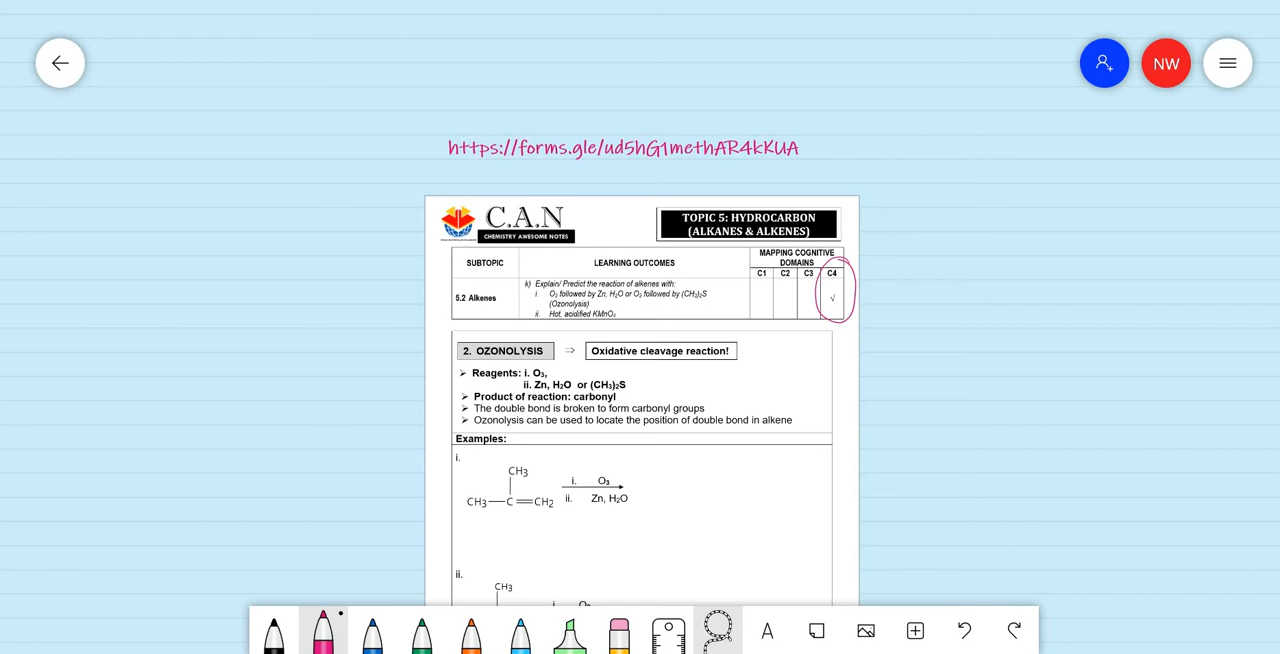 NW
https://forms.gle/ud5hG1methAR4kKUA
C.A.N
CHEMISTRY AWESOME NOTES
TOPIC 5: HYDROCARBON
(ALKANES & ALKENES)
SUBTOPIC
LEARNING OUTCOMES
MAPPING COGNITIVE
DOMAINS
C1 C2 C3 C4
5.2 Alkenes
k) Explain/ Predict the reaction of alkenes with:
i. O₃ followed by Zn, H₂O or O₃ followed by (CH₃)₂S
(Ozonolysis)
ii. Hot, acidified KMnO₄
√
2. OZONOLYSIS ⇒ Oxidative cleavage reaction!
➢ Reagents: i. O₃,
ii. Zn, H₂O or (CH₃)₂S
➢ Product of reaction: carbonyl
➢ The double bond is broken to form carbonyl groups
➢ Ozonolysis can be used to locate the position of double bond in alkene
Examples:
i.
CH₃
CH₃—C=CH₂
i. O₃
ii. Zn, H₂O
ii.
CH₃
i. O₃
A